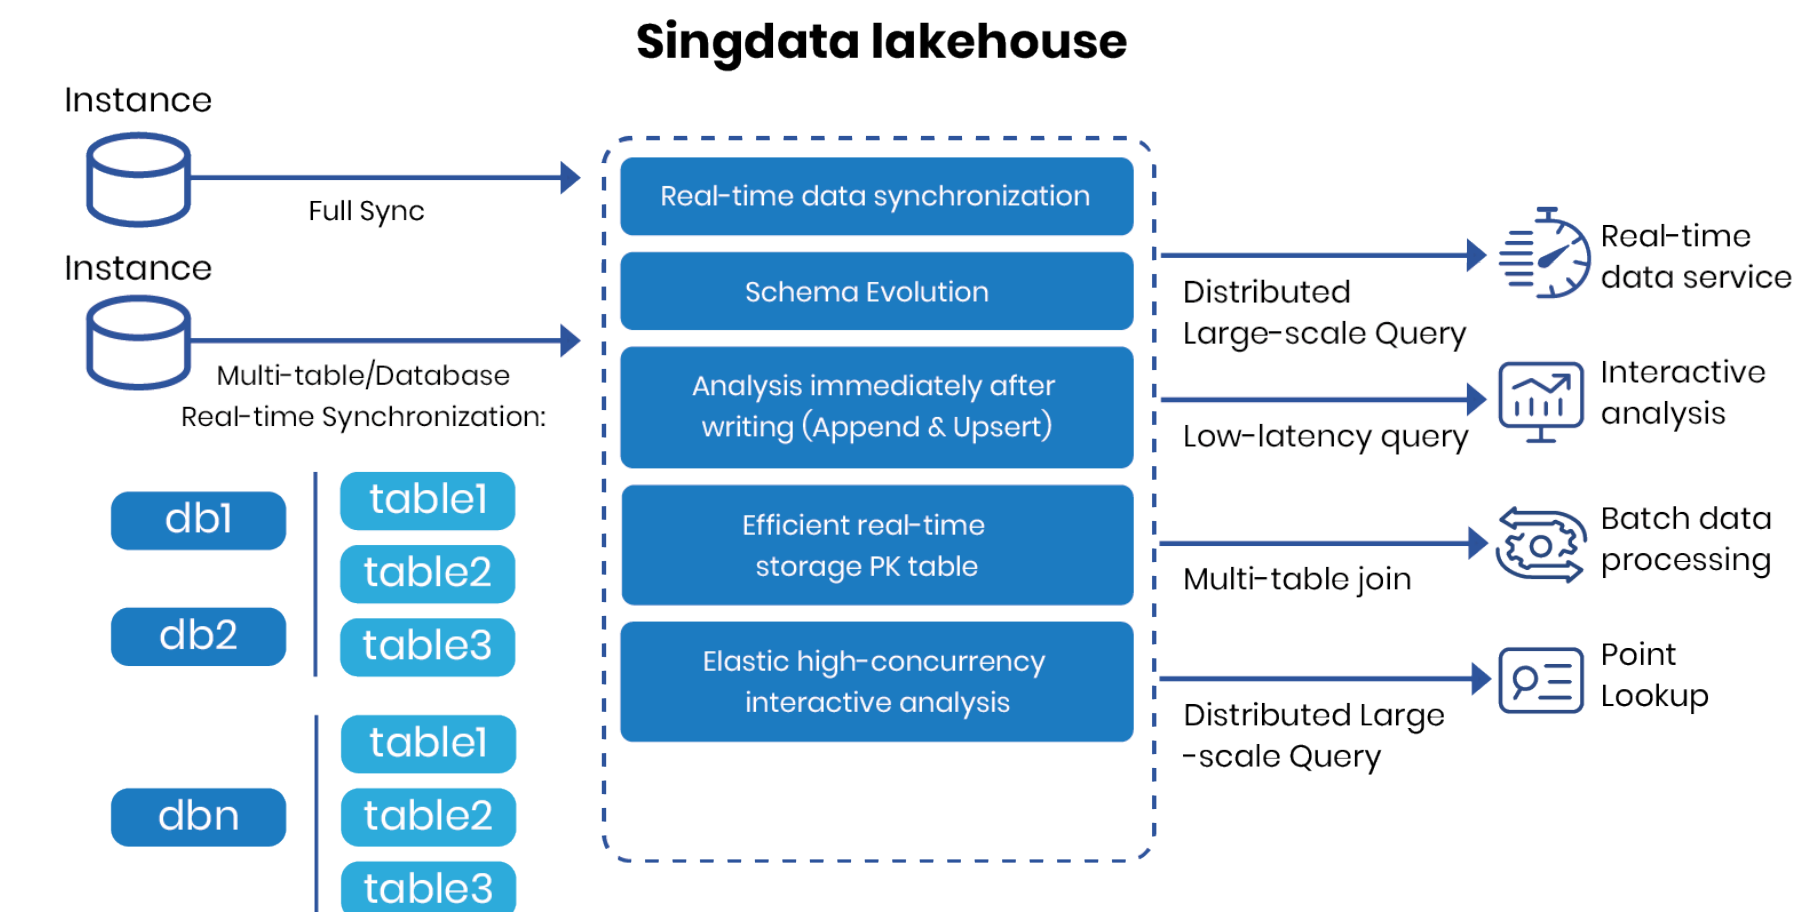 Singdata lakehouse
Instance
Full Sync
Instance
Multi-table/Database
Real-time Synchronization:
db1
db2
table1
table2
table3
dbn
table1
table2
table3
Real-time data synchronization
Schema Evolution
Analysis immediately after
writing (Append & Upsert)
Efficient real-time
storage PK table
Elastic high-concurrency
interactive analysis
Distributed
Large-scale Query
Low-latency query
Multi-table join
Distributed Large
-scale Query
Real-time
data service
Interactive
analysis
Batch data
processing
Point
Lookup